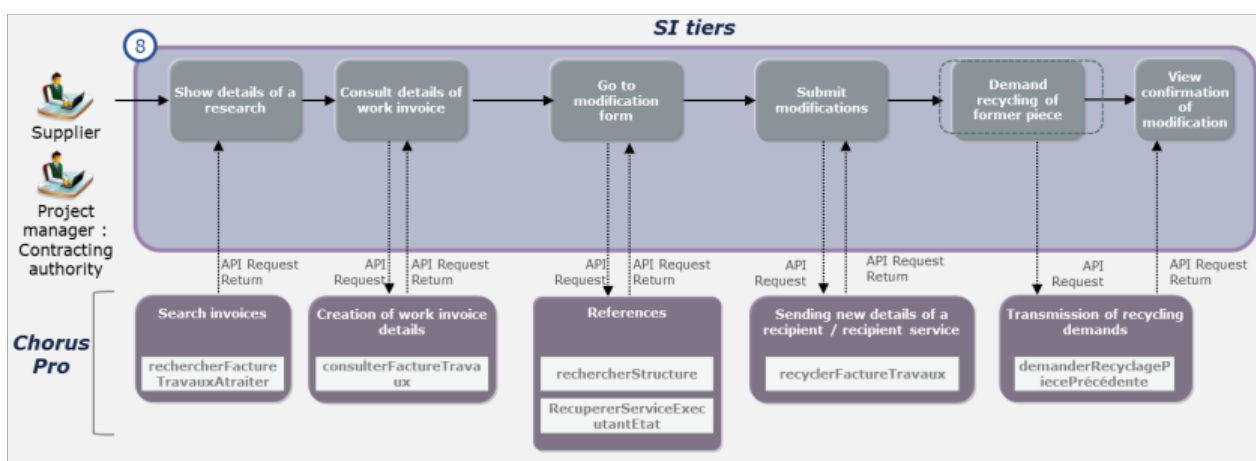 SI tiers
8
Show details of a
research
Consult details of
work invoice
Go to
modification
form
Submit
modifications
Demand
recycling of
former piece
View
confirmation
of
modification
Supplier
Project
manager :
Contracting
authority
API Request
Return
API
Request
API Request
Return
API
Request
API Request
Return
API
Request
API Request
Return
API
Request
API Request
Return
Chorus
Pro
Search invoices
rechercherFacture
TravauxAtraiter
Creation of work invoice
details
consulterFactureTrava
ux
References
rechercherStructure
RecupererServiceExec
utantEtat
Sending new details of a
recipient / recipient service
recyclerFactureTravaux
Transmission of recycling
demands
demanderRecyclageP
iecePrécédente